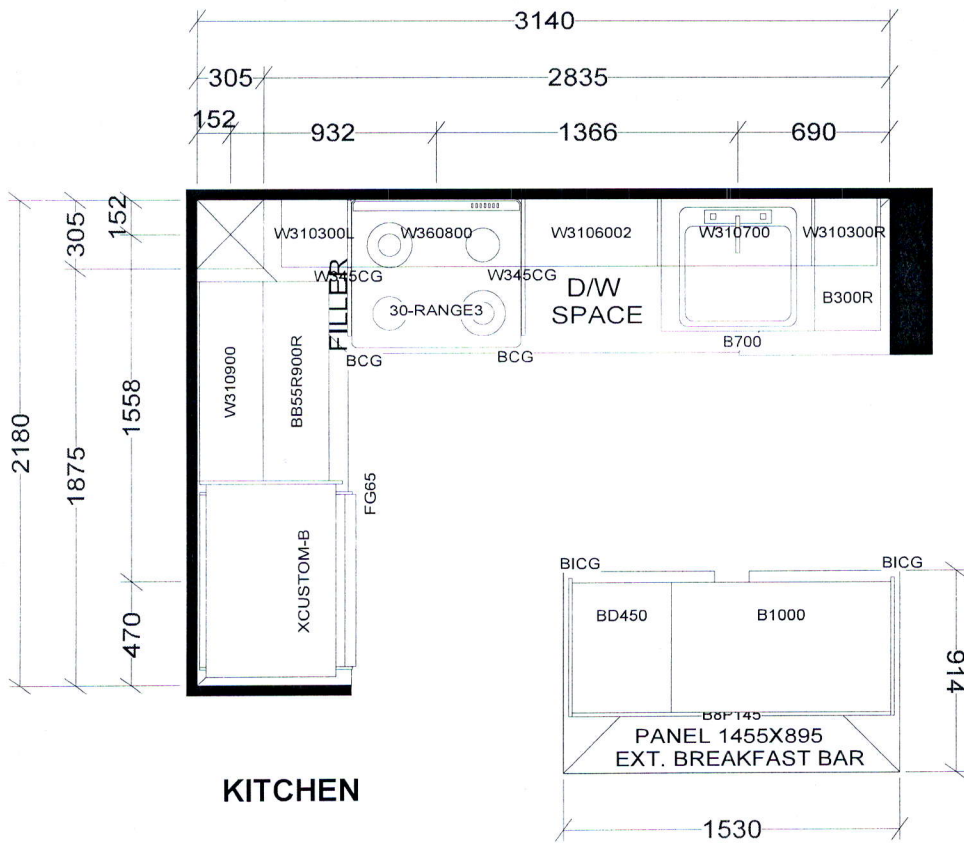 3140
305
2835
152
932
1366
690
2180
305
1875
152
1558
470
W310300L
W360800
W3106002
W310700
W310300R
W345CG
W345CG
FILLER
30-RANGE3
D/W
SPACE
B300R
B700
BCG
BCG
W310900
BB55R900R
FG65
XCUSTOM-B
BICG
BICG
BD450
B1000
914
B8P145
PANEL 1455X895
EXT. BREAKFAST BAR
KITCHEN
1530